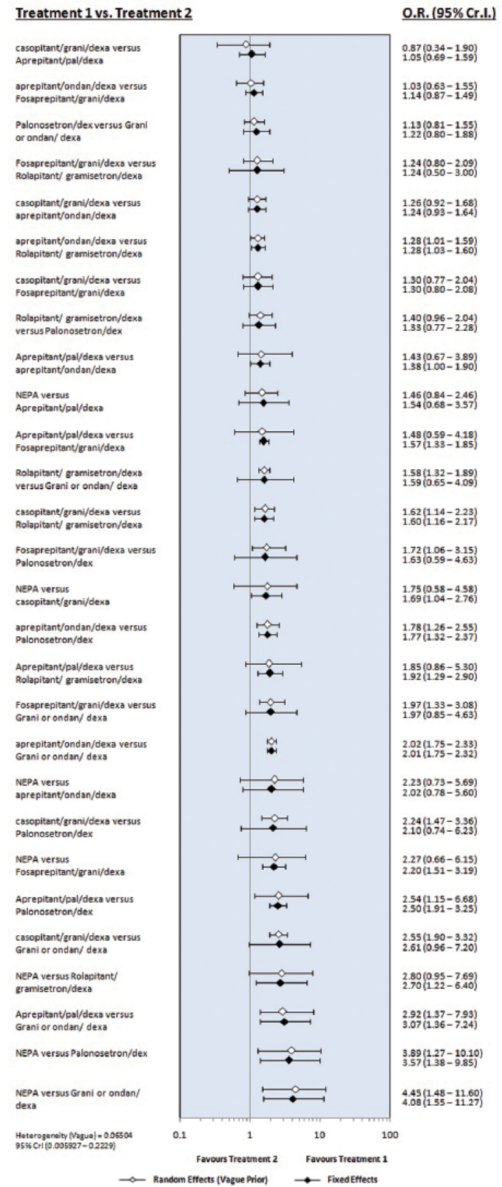 Treatment 1 vs. Treatment 2
O.R. (95% Cr.I.)
casopitant/grani/dexa versus
Aprepitant/pal/dexa
0.87 (0.34 – 1.90)
1.05 (0.69 – 1.59)
aprepitant/ondan/dexa versus
Fosaprepitant/grani/dexa
1.03 (0.63 – 1.55)
1.14 (0.87 – 1.49)
Palonosetron/dex versus Grani
or ondan/ dexa
1.13 (0.81 – 1.55)
1.22 (0.80 – 1.88)
Fosaprepitant/grani/dexa versus
Rolapitant/ gramisetron/dexa
1.24 (0.80 – 2.09)
1.24 (0.50 – 3.00)
casopitant/grani/dexa versus
aprepitant/ondan/dexa
1.26 (0.92 – 1.68)
1.24 (0.93 – 1.64)
aprepitant/ondan/dexa versus
Rolapitant/ gramisetron/dexa
1.28 (1.01 – 1.59)
1.28 (1.03 – 1.60)
casopitant/grani/dexa versus
Fosaprepitant/grani/dexa
1.30 (0.77 – 2.04)
1.30 (0.80 – 2.08)
Rolapitant/ gramisetron/dexa
versus Palonosetron/dex
1.40 (0.96 – 2.04)
1.33 (0.77 – 2.28)
Aprepitant/pal/dexa versus
aprepitant/ondan/dexa
1.43 (0.67 – 3.89)
1.38 (1.00 – 1.90)
NEPA versus
Aprepitant/pal/dexa
1.46 (0.84 – 2.46)
1.54 (0.68 – 3.57)
Aprepitant/pal/dexa versus
Fosaprepitant/grani/dexa
1.48 (0.59 – 4.18)
1.57 (1.33 – 1.85)
Rolapitant/ gramisetron/dexa
versus Grani or ondan/ dexa
1.58 (1.32 – 1.89)
1.59 (0.65 – 4.09)
casopitant/grani/dexa versus
Rolapitant/ gramisetron/dexa
1.62 (1.14 – 2.23)
1.60 (1.16 – 2.17)
Fosaprepitant/grani/dexa versus
Palonosetron/dex
1.72 (1.06 – 3.15)
1.63 (0.59 – 4.63)
NEPA versus
casopitant/grani/dexa
1.75 (0.58 – 4.58)
1.69 (1.04 – 2.76)
aprepitant/ondan/dexa versus
Palonosetron/dex
1.78 (1.26 – 2.55)
1.77 (1.32 – 2.37)
Aprepitant/pal/dexa versus
Rolapitant/ gramisetron/dexa
1.85 (0.86 – 5.30)
1.92 (1.29 – 2.90)
Fosaprepitant/grani/dexa versus
Grani or ondan/ dexa
1.97 (1.33 – 3.08)
1.97 (0.85 – 4.63)
aprepitant/ondan/dexa versus
Grani or ondan/ dexa
2.02 (1.75 – 2.33)
2.01 (1.75 – 2.32)
NEPA versus
aprepitant/ondan/dexa
2.23 (0.73 – 5.69)
2.02 (0.78 – 5.60)
casopitant/grani/dexa versus
Palonosetron/dex
2.24 (1.47 – 3.36)
2.10 (0.74 – 6.23)
NEPA versus
Fosaprepitant/grani/dexa
2.27 (0.66 – 6.15)
2.20 (1.51 – 3.19)
Aprepitant/pal/dexa versus
Palonosetron/dex
2.54 (1.15 – 6.68)
2.50 (1.91 – 3.25)
casopitant/grani/dexa versus
Grani or ondan/ dexa
2.55 (1.90 – 3.32)
2.61 (0.96 – 7.20)
NEPA versus Rolapitant/
gramisetron/dexa
2.80 (0.95 – 7.69)
2.70 (1.22 – 6.40)
Aprepitant/pal/dexa versus
Grani or ondan/ dexa
2.92 (1.37 – 7.93)
3.07 (1.36 – 7.24)
NEPA versus Palonosetron/dex
3.89 (1.27 – 10.10)
3.57 (1.38 – 9.85)
NEPA versus Grani or ondan/
dexa
4.45 (1.48 – 11.60)
4.08 (1.55 – 11.27)
Heterogeneity (Vague) = 0.05504
95% CrI (0.005927 – 0.2229)
0.1 1 10 100
Favours Treatment 2 Favours Treatment 1
Random Effects (Vague Prior) Fixed Effects